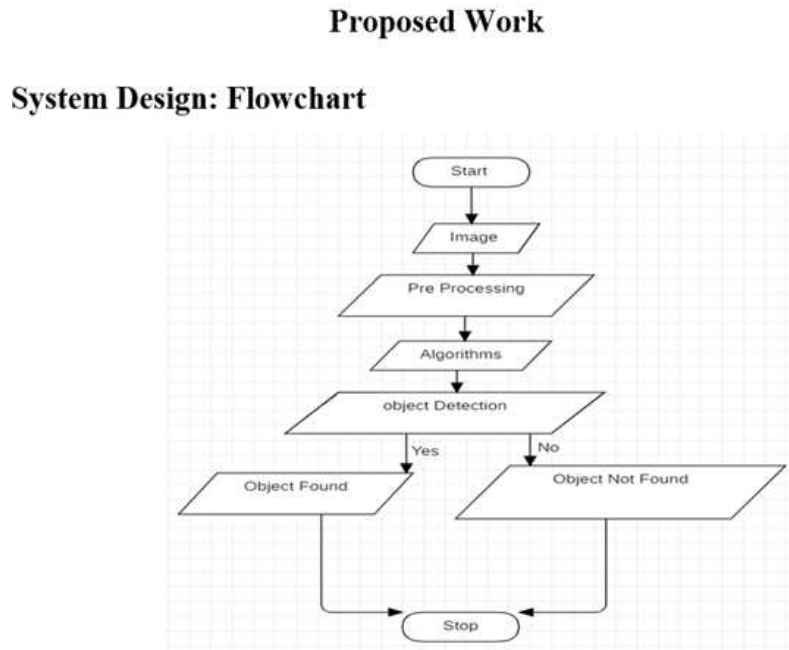 Proposed Work
System Design: Flowchart
Start
Image
Pre Processing
Algorithms
object Detection
Yes
No
Object Found
Object Not Found
Stop